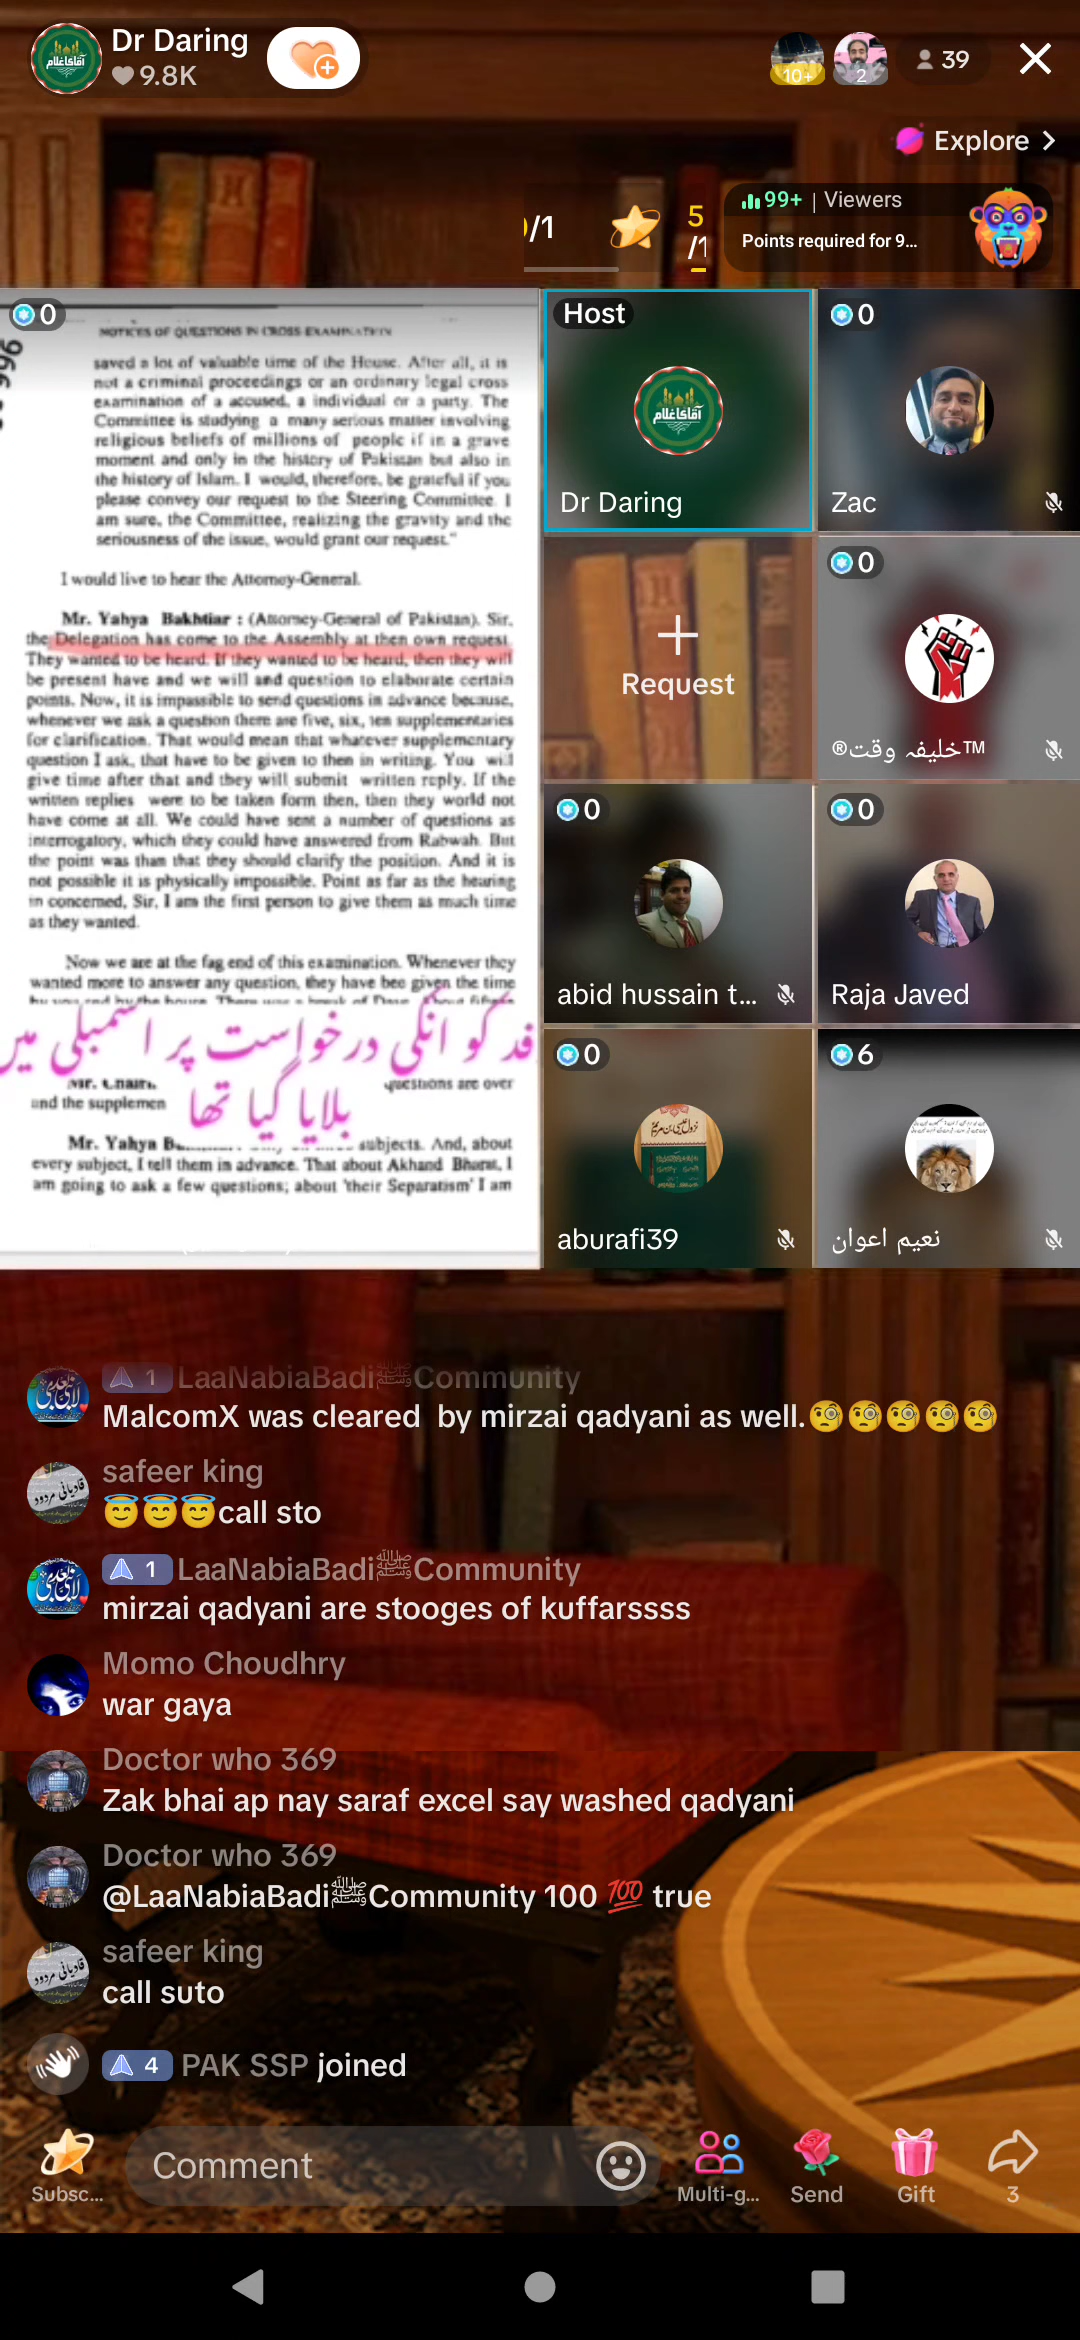 Dr Daring
9.8K
10+
2
39
Explore
/1
5
/1
99+ | Viewers
Points required for 9...
0
NOTICES OF QUESTIONS IN CROSS EXAMINATION
saved a lot of valuable time of the House. After all, it is
not a criminal proceedings or an ordinary legal cross
examination of a accused, a individual or a party. The
Committee is studying a many serious matter involving
religious beliefs of millions of people if in a grave
moment and only in the history of Pakistan but also in
the history of Islam. I would, therefore, be grateful if you
please convey our request to the Steering Committee. I
am sure, the Committee, realizing the gravity and the
seriousness of the issue, would grant our request."
I would live to hear the Attorney-General.
Mr. Yahya Bakhtiar : (Attorney-General of Pakistan). Sir,
the Delegation has come to the Assembly at then own request.
They wanted to be heard. If they wanted to be heard, then they will
be present have and we will and question to elaborate certain
points. Now, it is impassible to send questions in advance because,
whenever we ask a question there are five, six, ten supplementaries
for clarification. That would mean that whatever supplementary
question I ask, that have to be given to then in writing. You will
give time after that and they will submit written reply. If the
written replies were to be taken form then, then they world not
have come at all. We could have sent a number of questions as
interrogatory, which they could have answered from Rabwah. But
the point was than that they should clarify the position. And it is
not possible it is physically impossible. Point as far as the hearing
in concerned, Sir, I am the first person to give them as much time
as they wanted.
Now we are at the fag end of this examination. Whenever they
wanted more to answer any question, they have bee given the time
فد کو انکی درخواست پر اسمبلی میں
بلایا گیا تھا
questions are over
and the supplemen
Mr. Yahya B subjects. And, about
every subject, I tell them in advance. That about Akhand Bharat, I
am going to ask a few questions; about 'their Separatism' I am
Host
آقا کا غلام
Dr Daring
0
Zac
Request
0
®خلیفہ وقت™
0
abid hussain t...
0
Raja Javed
0
aburafi39
6
نعیم اعوان
1 LaaNabiaBadiﷺCommunity
MalcomX was cleared by mirzai qadyani as well.🧐🧐🧐🧐🧐
safeer king
😇😇😇call sto
1 LaaNabiaBadiﷺCommunity
mirzai qadyani are stooges of kuffarssss
Momo Choudhry
war gaya
Doctor who 369
Zak bhai ap nay saraf excel say washed qadyani
Doctor who 369
@LaaNabiaBadiﷺCommunity 100 💯 true
safeer king
call suto
4 PAK SSP joined
Subsc...
Comment
Multi-g...
Send
Gift
3